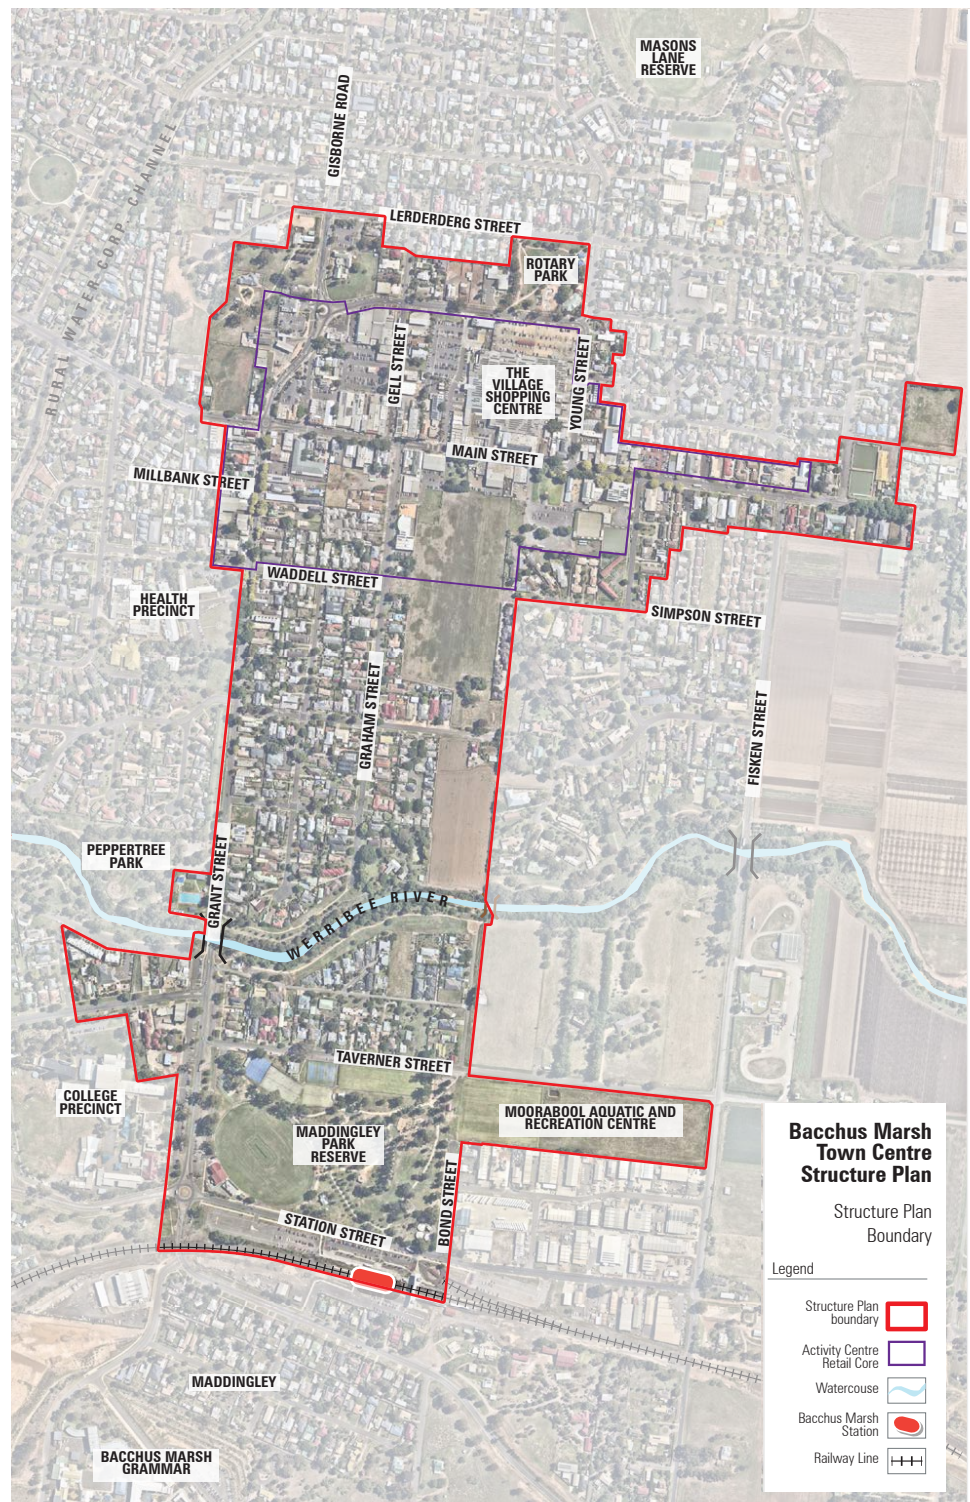 MASONS
LANE
RESERVE
GISBORNE ROAD
RURAL WATER CORP CHANNEL
LERDERDERG STREET
ROTARY
PARK
GELL STREET
THE
VILLAGE
SHOPPING
CENTRE
YOUNG STREET
MAIN STREET
MILLBANK STREET
WADDELL STREET
HEALTH
PRECINCT
SIMPSON STREET
GRAHAM STREET
FISKEN STREET
PEPPERTREE
PARK
GRANT STREET
WERRIBEE RIVER
TAVERNER STREET
COLLEGE
PRECINCT
MOORABOOL AQUATIC AND
RECREATION CENTRE
MADDINGLEY
PARK
RESERVE
BOND STREET
STATION STREET
MADDINGLEY
BACCHUS MARSH
GRAMMAR
Bacchus Marsh
Town Centre
Structure Plan
Structure Plan
Boundary
Legend
Structure Plan
boundary
Activity Centre
Retail Core
Watercouse
Bacchus Marsh
Station
Railway Line